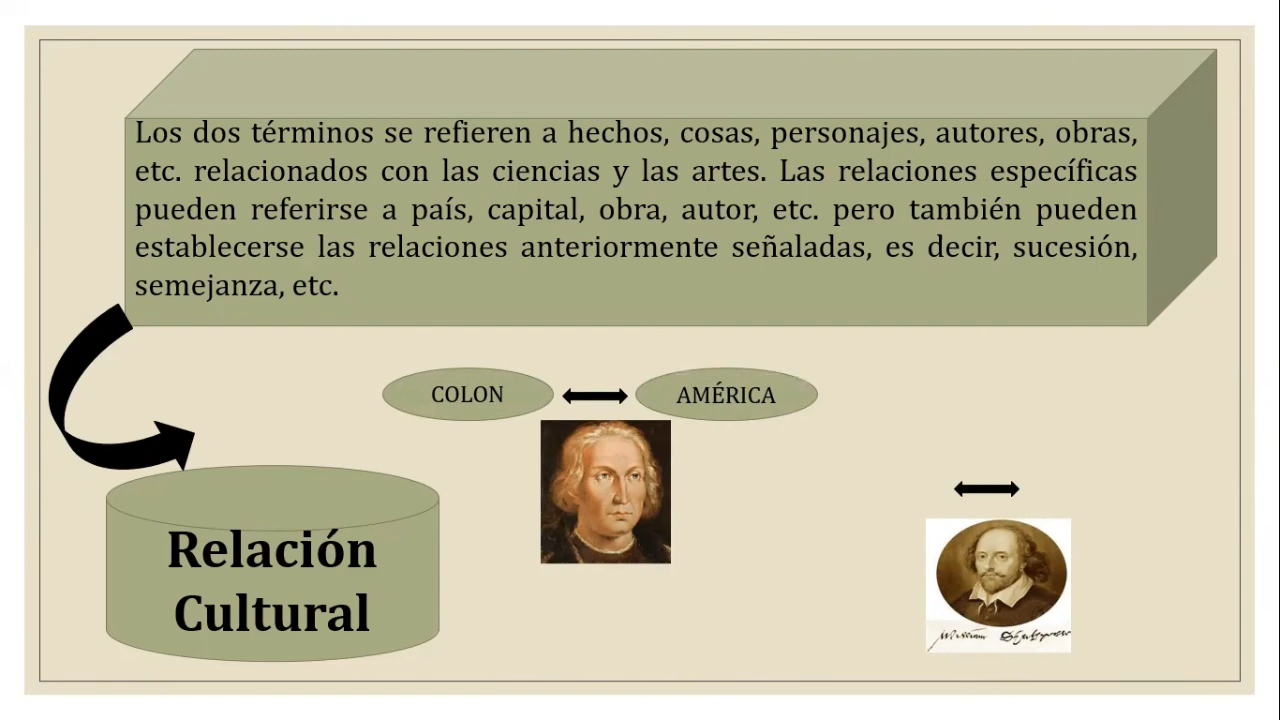 Los dos términos se refieren a hechos, cosas, personajes, autores, obras,
etc. relacionados con las ciencias y las artes. Las relaciones específicas
pueden referirse a país, capital, obra, autor, etc. pero también pueden
establecerse las relaciones anteriormente señaladas, es decir, sucesión,
semejanza, etc.
COLON
AMÉRICA
Relación
Cultural